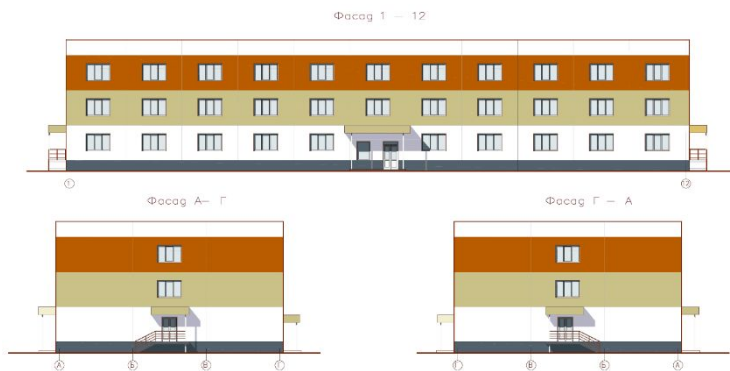 Фасад 1 – 12
1 12
Фасад А– Г
Фасад Г – А
А Б В Г
Г В Б А